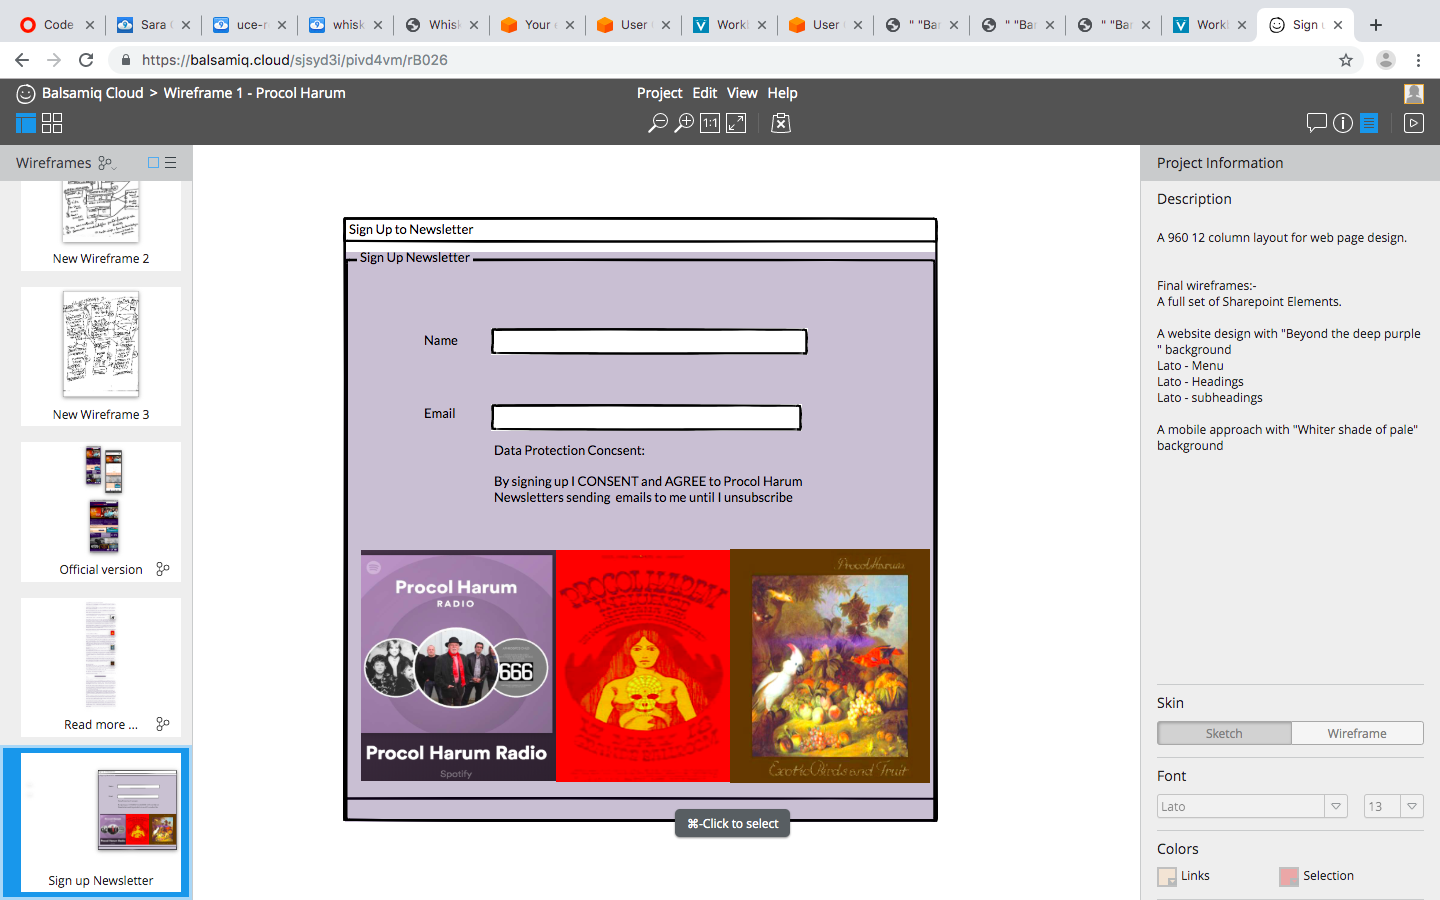 Code
Sara
uce-r
whisk
Whisk
Your e
User
Workl
User
" "Bar
" "Bar
" "Bar
Workl
Sign u
https://balsamiq.cloud/sjsyd3i/pivd4vm/rB026
Balsamiq Cloud > Wireframe 1 - Procol Harum
Project Edit View Help
1:1
Wireframes
New Wireframe 2
New Wireframe 3
Official version
Read more ...
Sign up Newsletter
Sign Up to Newsletter
Sign Up Newsletter
Name
Email
Data Protection Concsent:
By signing up I CONSENT and AGREE to Procol Harum
Newsletters sending emails to me until I unsubscribe
Procol Harum
RADIO
666
Procol Harum Radio
Spotify
PROCOL HARUM
Procol Harum
Exotic Birds and Fruit
⌘-Click to select
Project Information
Description
A 960 12 column layout for web page design.
Final wireframes:-
A full set of Sharepoint Elements.
A website design with "Beyond the deep purple
" background
Lato - Menu
Lato - Headings
Lato - subheadings
A mobile approach with "Whiter shade of pale"
background
Skin
Sketch
Wireframe
Font
Lato
13
Colors
Links
Selection